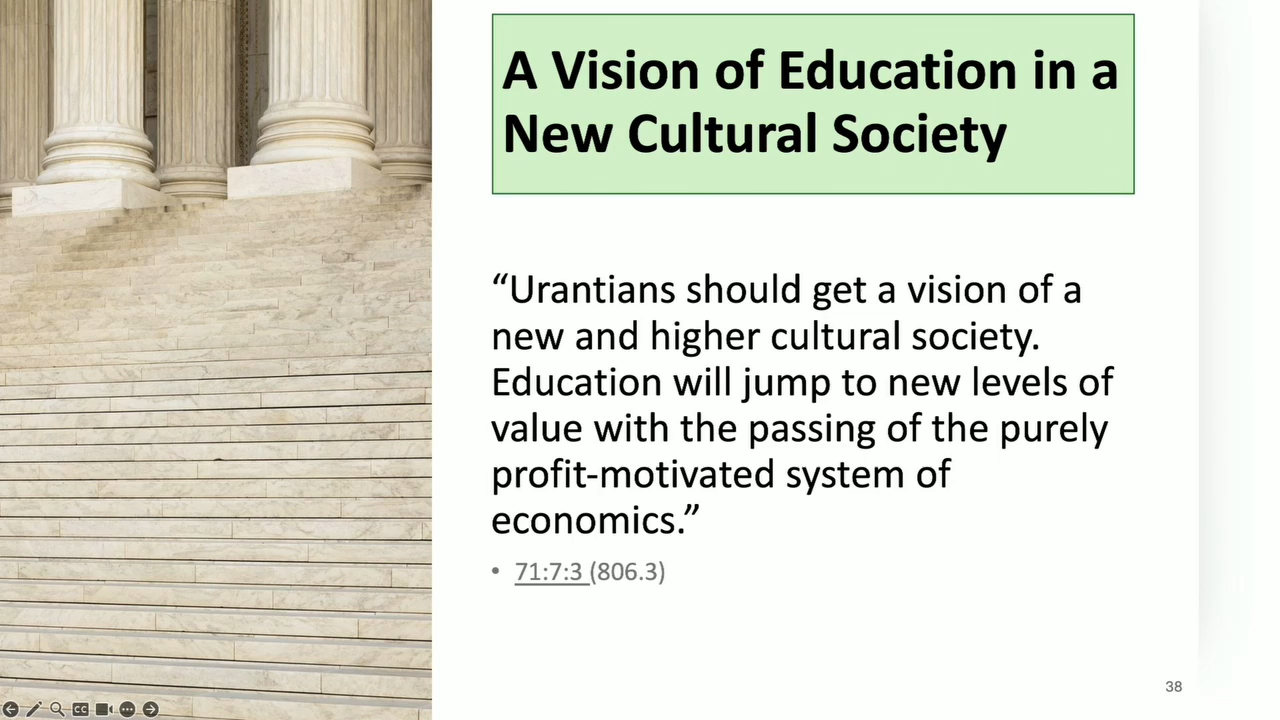 A Vision of Education in a
New Cultural Society
“Urantians should get a vision of a
new and higher cultural society.
Education will jump to new levels of
value with the passing of the purely
profit-motivated system of
economics.”
• 71:7:3 (806.3)
38
CC